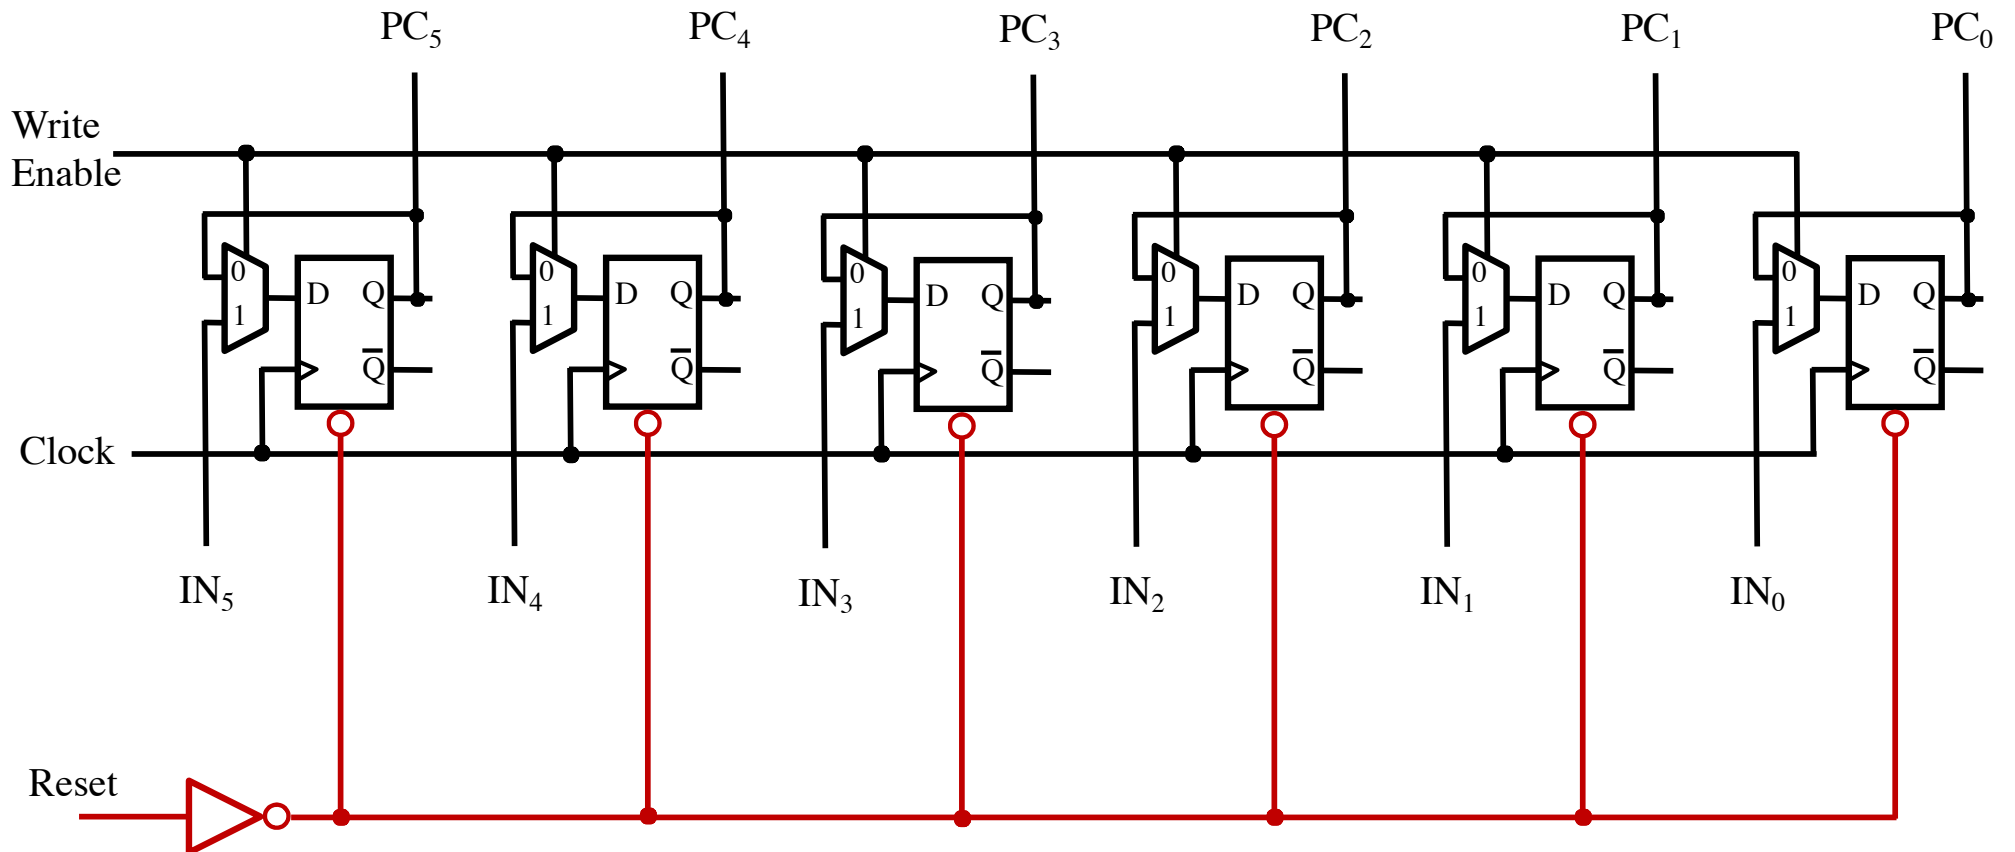 PC₅ PC₄ PC₃ PC₂ PC₁ PC₀
Write
Enable
0 0 0 0 0 0
D Q D Q D Q D Q D Q D Q
1 1 1 1 1 1
Q̅ Q̅ Q̅ Q̅ Q̅ Q̅
Clock
IN₅ IN₄ IN₃ IN₂ IN₁ IN₀
Reset